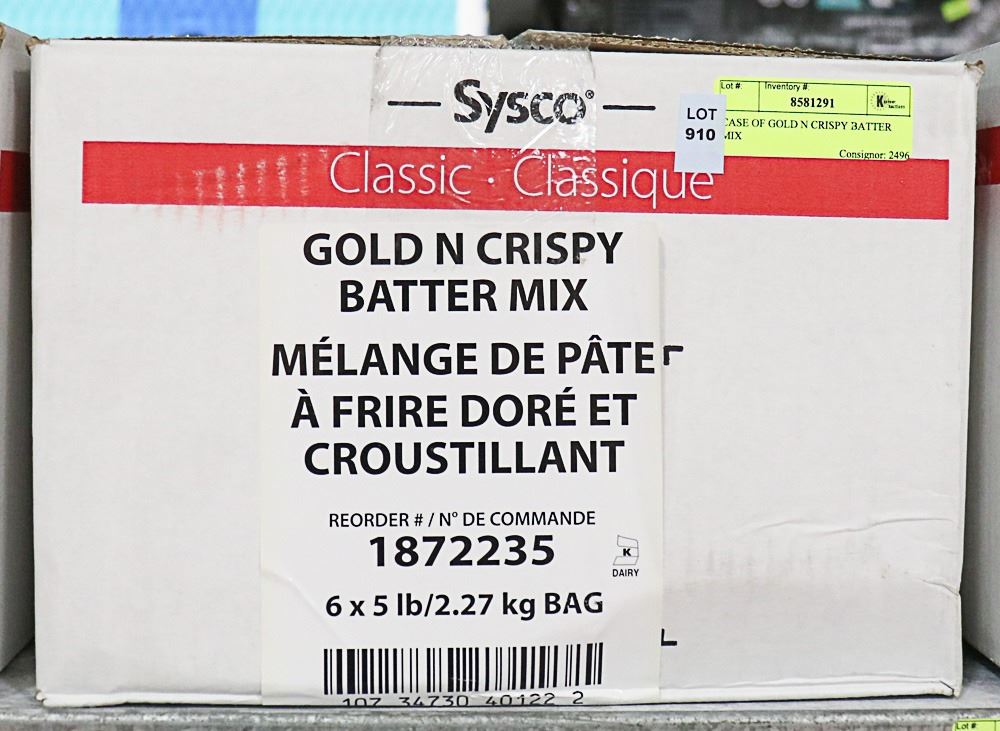 Sysco®
Lot #: Inventory #:
8581291
LOT
910
CASE OF GOLD N CRISPY BATTER
MIX
Consignor: 2496
Classic · Classique
GOLD N CRISPY
BATTER MIX
MÉLANGE DE PÂTE
À FRIRE DORÉ ET
CROUSTILLANT
REORDER # / N° DE COMMANDE
1872235
K
DAIRY
6 x 5 lb/2.27 kg BAG
107 34730 40122 2
Lot #: